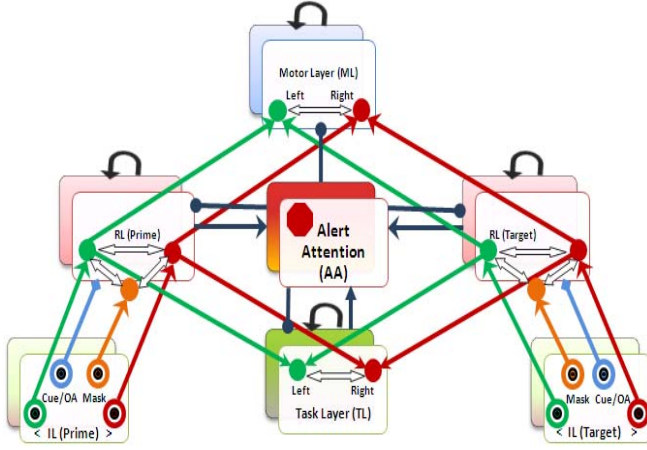 Motor Layer (ML)
Left Right
RL (Prime)
Alert
Attention
(AA)
RL (Target)
Cue/OA Mask
< IL (Prime) >
Left Right
Task Layer (TL)
Mask Cue/OA
< IL (Target) >